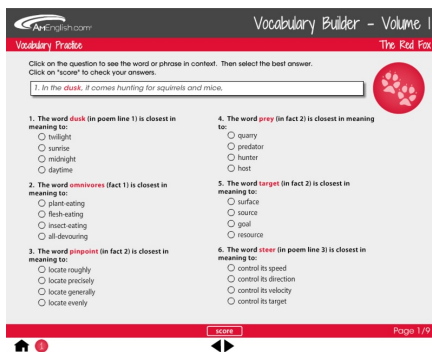 AMEnglish.com
Vocabulary Builder – Volume I
Vocabulary Practice
The Red Fox
Click on the question to see the word or phrase in context. Then select the best answer.
Click on "score" to check your answers.
1. In the dusk, it comes hunting for squirrels and mice,
1. The word dusk (in poem line 1) is closest in
meaning to:
twilight
sunrise
midnight
daytime
2. The word omnivores (fact 1) is closest in
meaning to:
plant-eating
flesh-eating
insect-eating
all-devouring
3. The word pinpoint (in fact 2) is closest in
meaning to:
locate roughly
locate precisely
locate generally
locate evenly
4. The word prey (in fact 2) is closest in meaning
to:
quarry
predator
hunter
host
5. The word target (in fact 2) is closest in
meaning to:
surface
source
goal
resource
6. The word steer (in poem line 3) is closest in
meaning to:
control its speed
control its direction
control its velocity
control its target
score
Page 1/9
1